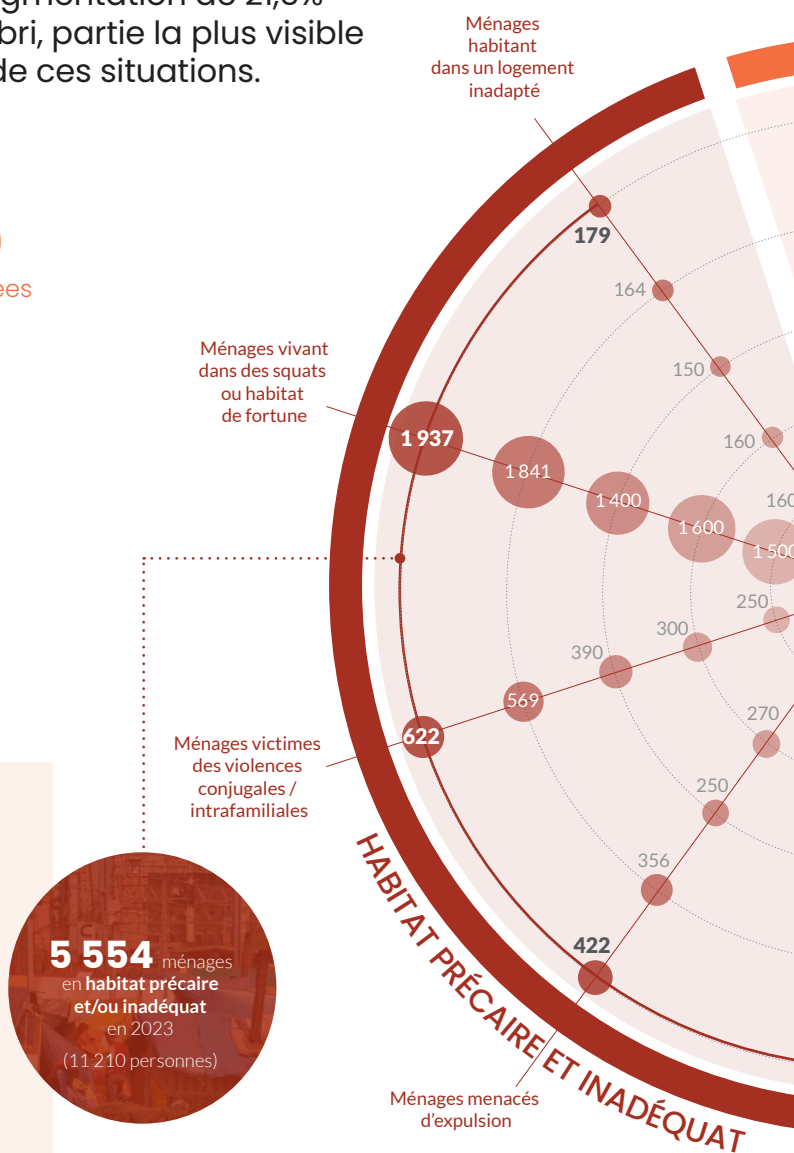 21,8%
partie la plus visible
de ces situations.
Ménages
habitant
dans un logement
inadapté
179
164
150
160
160
Ménages vivant
dans des squats
ou habitat
de fortune
1 937
1 841
1 400
1 600
1 500
250
300
390
569
622
Ménages victimes
des violences
conjugales /
intrafamiliales
270
250
356
422
Ménages menacés
d'expulsion
HABITAT PRÉCAIRE ET INADÉQUAT
5 554 ménages
en habitat précaire
et/ou inadéquat
en 2023
(11 210 personnes)